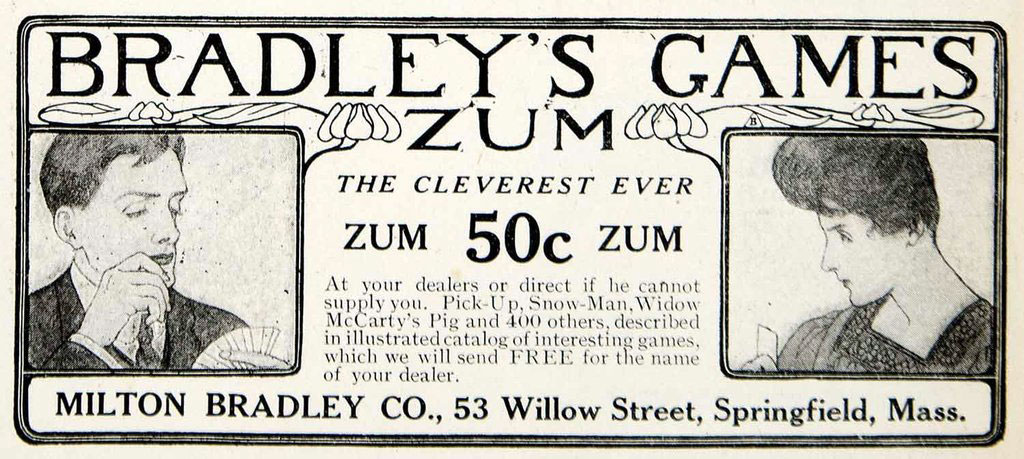 BRADLEY'S GAMES
ZUM
THE CLEVEREST EVER
ZUM 50c ZUM
At your dealers or direct if he cannot
supply you. Pick-Up, Snow-Man, Widow
McCarty's Pig and 400 others, described
in illustrated catalog of interesting games,
which we will send FREE for the name
of your dealer.
B
MILTON BRADLEY CO., 53 Willow Street, Springfield, Mass.